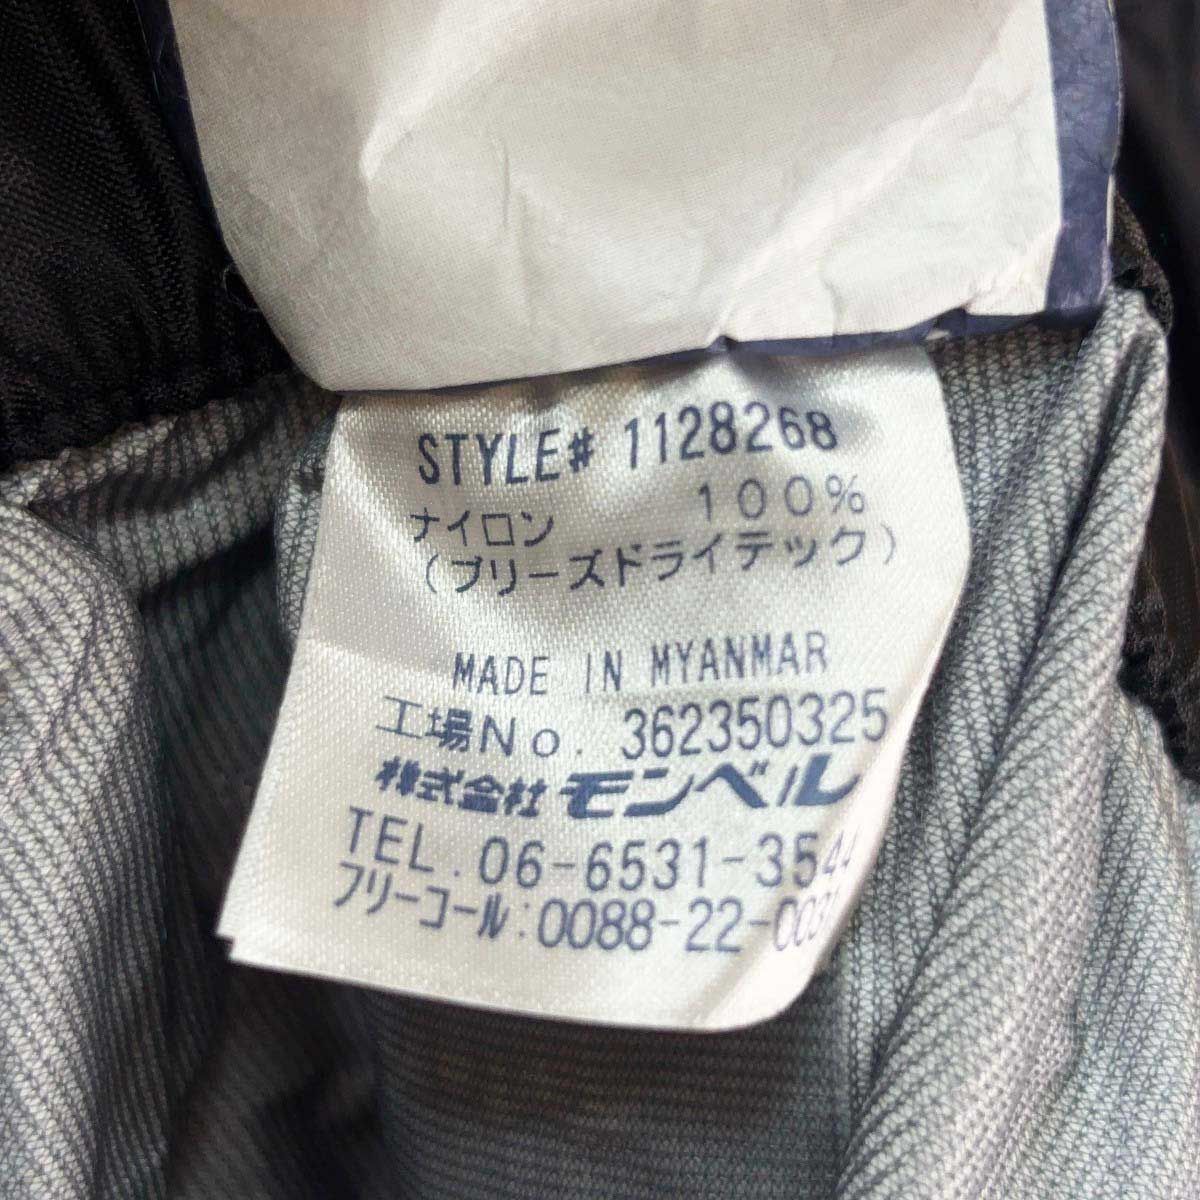 STYLE# 1128268
ナイロン 100%
(ブリーズドライテック)
MADE IN MYANMAR
工場No. 362350325
株式会社 モンベル
TEL. 06-6531-3544
フリーコール:0088-22-0031